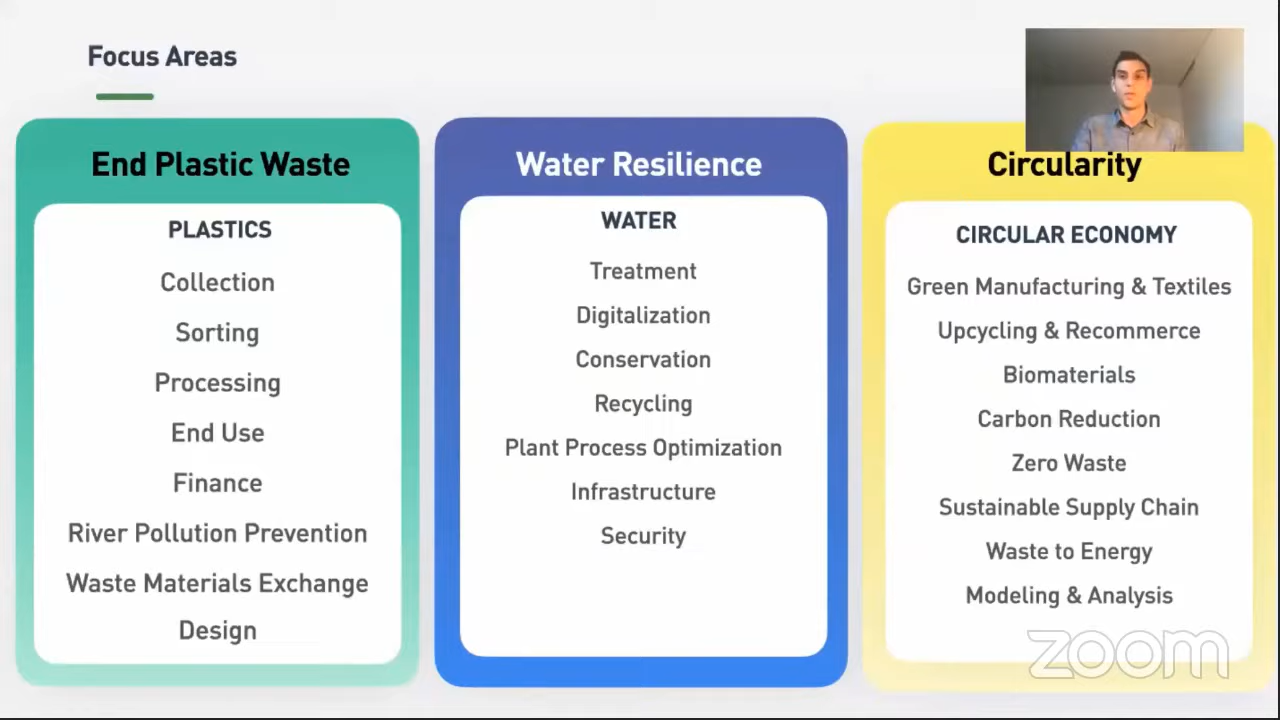 Focus Areas
End Plastic Waste
PLASTICS
Collection
Sorting
Processing
End Use
Finance
River Pollution Prevention
Waste Materials Exchange
Design
Water Resilience
WATER
Treatment
Digitalization
Conservation
Recycling
Plant Process Optimization
Infrastructure
Security
Circularity
CIRCULAR ECONOMY
Green Manufacturing & Textiles
Upcycling & Recommerce
Biomaterials
Carbon Reduction
Zero Waste
Sustainable Supply Chain
Waste to Energy
Modeling & Analysis
zoom